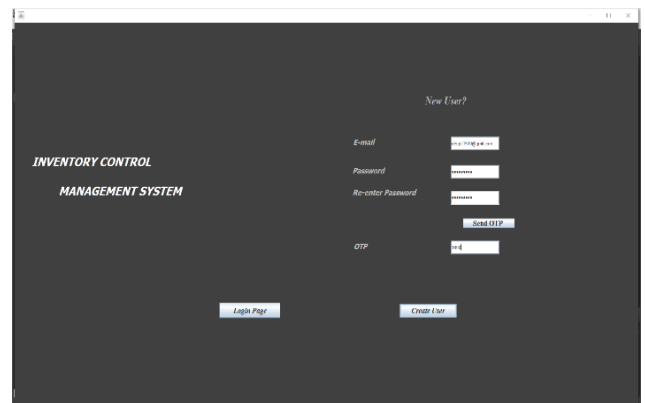 New User?
E-mail
INVENTORY CONTROL
MANAGEMENT SYSTEM
Password
Re-enter Password
Send OTP
OTP
Login Page
Create User